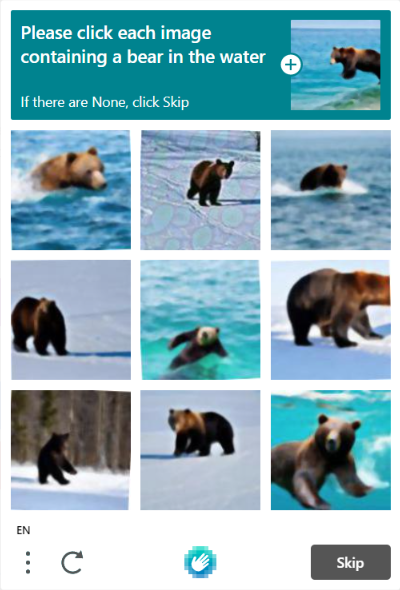 Please click each image
containing a bear in the water
If there are None, click Skip
EN
Skip